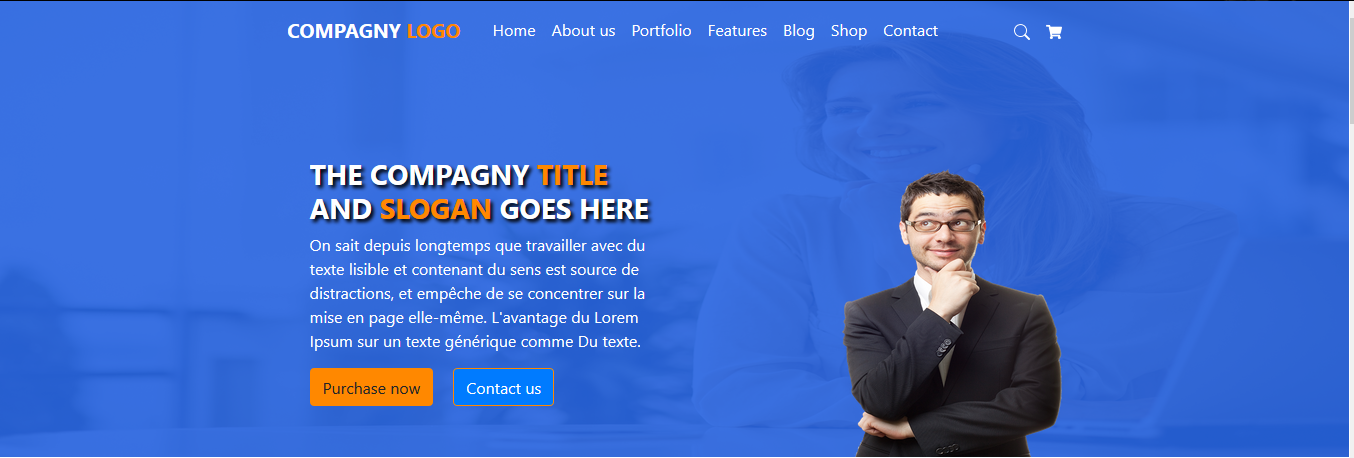 COMPAGNY LOGO Home About us Portfolio Features Blog Shop Contact
THE COMPAGNY TITLE
AND SLOGAN GOES HERE
On sait depuis longtemps que travailler avec du
texte lisible et contenant du sens est source de
distractions, et empêche de se concentrer sur la
mise en page elle-même. L'avantage du Lorem
Ipsum sur un texte générique comme Du texte.
Purchase now Contact us